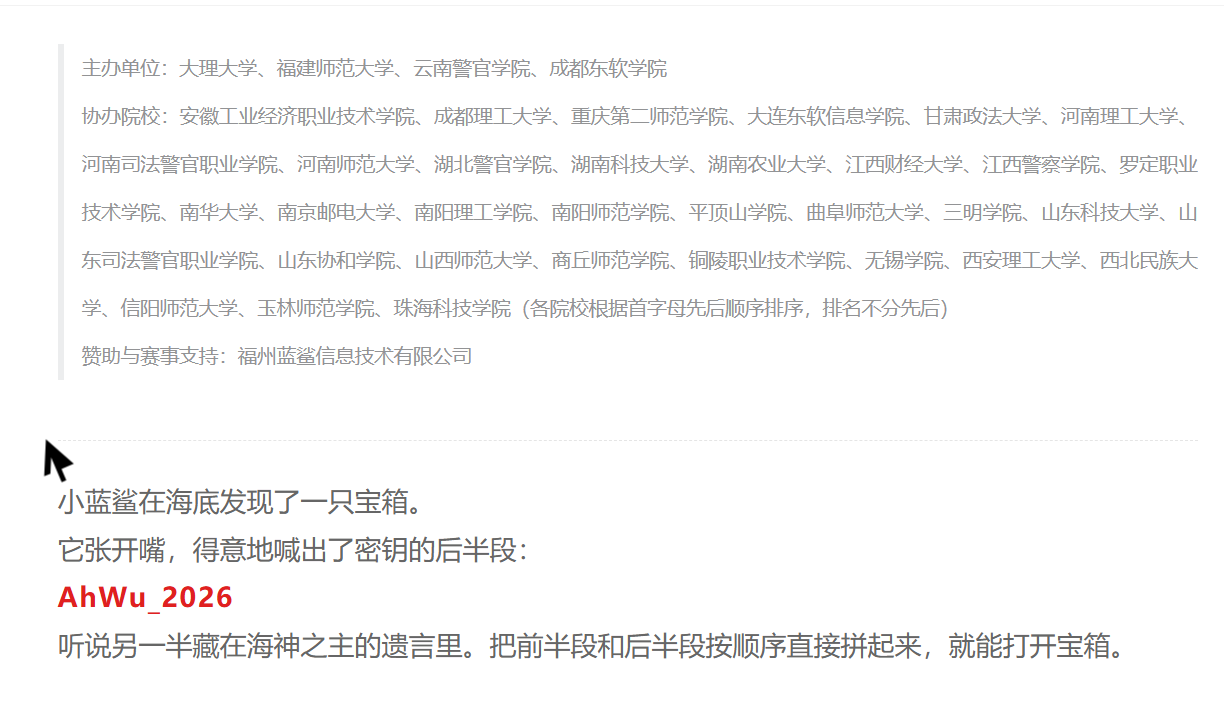 主办单位：大理大学、福建师范大学、云南警官学院、成都东软学院
协办院校：安徽工业经济职业技术学院、成都理工大学、重庆第二师范学院、大连东软信息学院、甘肃政法大学、河南理工大学、
河南司法警官职业学院、河南师范大学、湖北警官学院、湖南科技大学、湖南农业大学、江西财经大学、江西警察学院、罗定职业
技术学院、南华大学、南京邮电大学、南阳理工学院、南阳师范学院、平顶山学院、曲阜师范大学、三明学院、山东科技大学、山
东司法警官职业学院、山东协和学院、山西师范大学、商丘师范学院、铜陵职业技术学院、无锡学院、西安理工大学、西北民族大
学、信阳师范大学、玉林师范学院、珠海科技学院（各院校根据首字母先后顺序排序，排名不分先后）
赞助与赛事支持：福州蓝鲨信息技术有限公司
小蓝鲨在海底发现了一只宝箱。
它张开嘴，得意地喊出了密钥的后半段：
AhWu_2026
听说另一半藏在海神之主的遗言里。把前半段和后半段按顺序直接拼起来，就能打开宝箱。